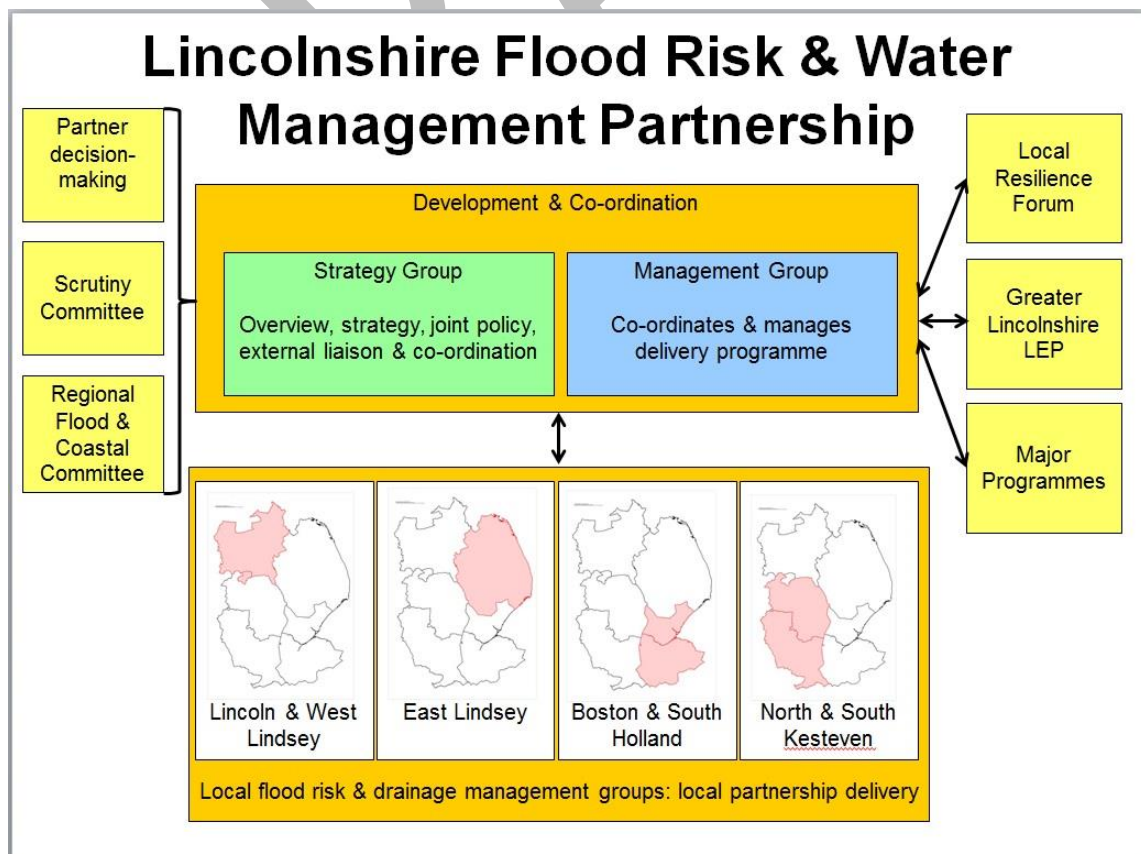 Lincolnshire Flood Risk & Water
Management Partnership
Partner
decision-
making
Scrutiny
Committee
Regional
Flood &
Coastal
Committee
Development & Co-ordination
Strategy Group
Overview, strategy, joint policy,
external liaison & co-ordination
Management Group
Co-ordinates & manages
delivery programme
Local
Resilience
Forum
Greater
Lincolnshire
LEP
Major
Programmes
Lincoln & West
Lindsey
East Lindsey
Boston & South
Holland
North & South
Kesteven
Local flood risk & drainage management groups: local partnership delivery